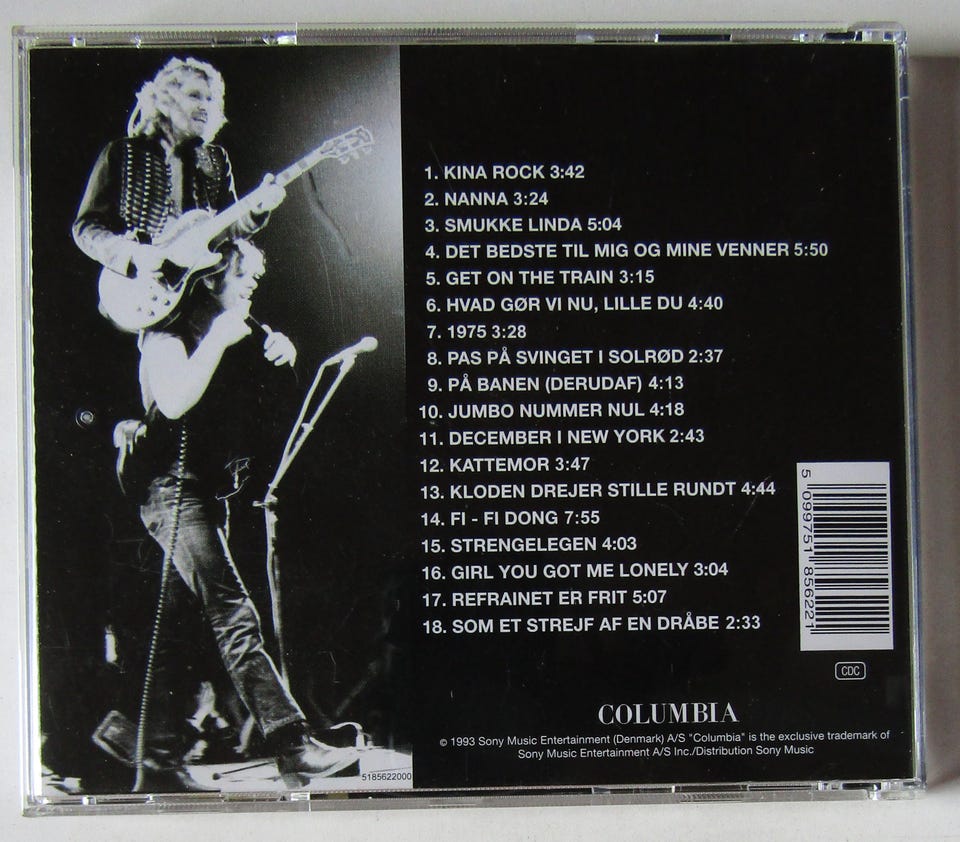 1. KINA ROCK 3:42
2. NANNA 3:24
3. SMUKKE LINDA 5:04
4. DET BEDSTE TIL MIG OG MINE VENNER 5:50
5. GET ON THE TRAIN 3:15
6. HVAD GØR VI NU, LILLE DU 4:40
7. 1975 3:28
8. PAS PÅ SVINGET I SOLRØD 2:37
9. PÅ BANEN (DERUDAF) 4:13
10. JUMBO NUMMER NUL 4:18
11. DECEMBER I NEW YORK 2:43
12. KATTEMOR 3:47
13. KLODEN DREJER STILLE RUNDT 4:44
14. FI - FI DONG 7:55
15. STRENGELEGEN 4:03
16. GIRL YOU GOT ME LONELY 3:04
17. REFRAINET ER FRIT 5:07
18. SOM ET STREJF AF EN DRÅBE 2:33
5 099751 856221
CDC
COLUMBIA
© 1993 Sony Music Entertainment (Denmark) A/S "Columbia" is the exclusive trademark of
Sony Music Entertainment A/S Inc./Distribution Sony Music
5185622000